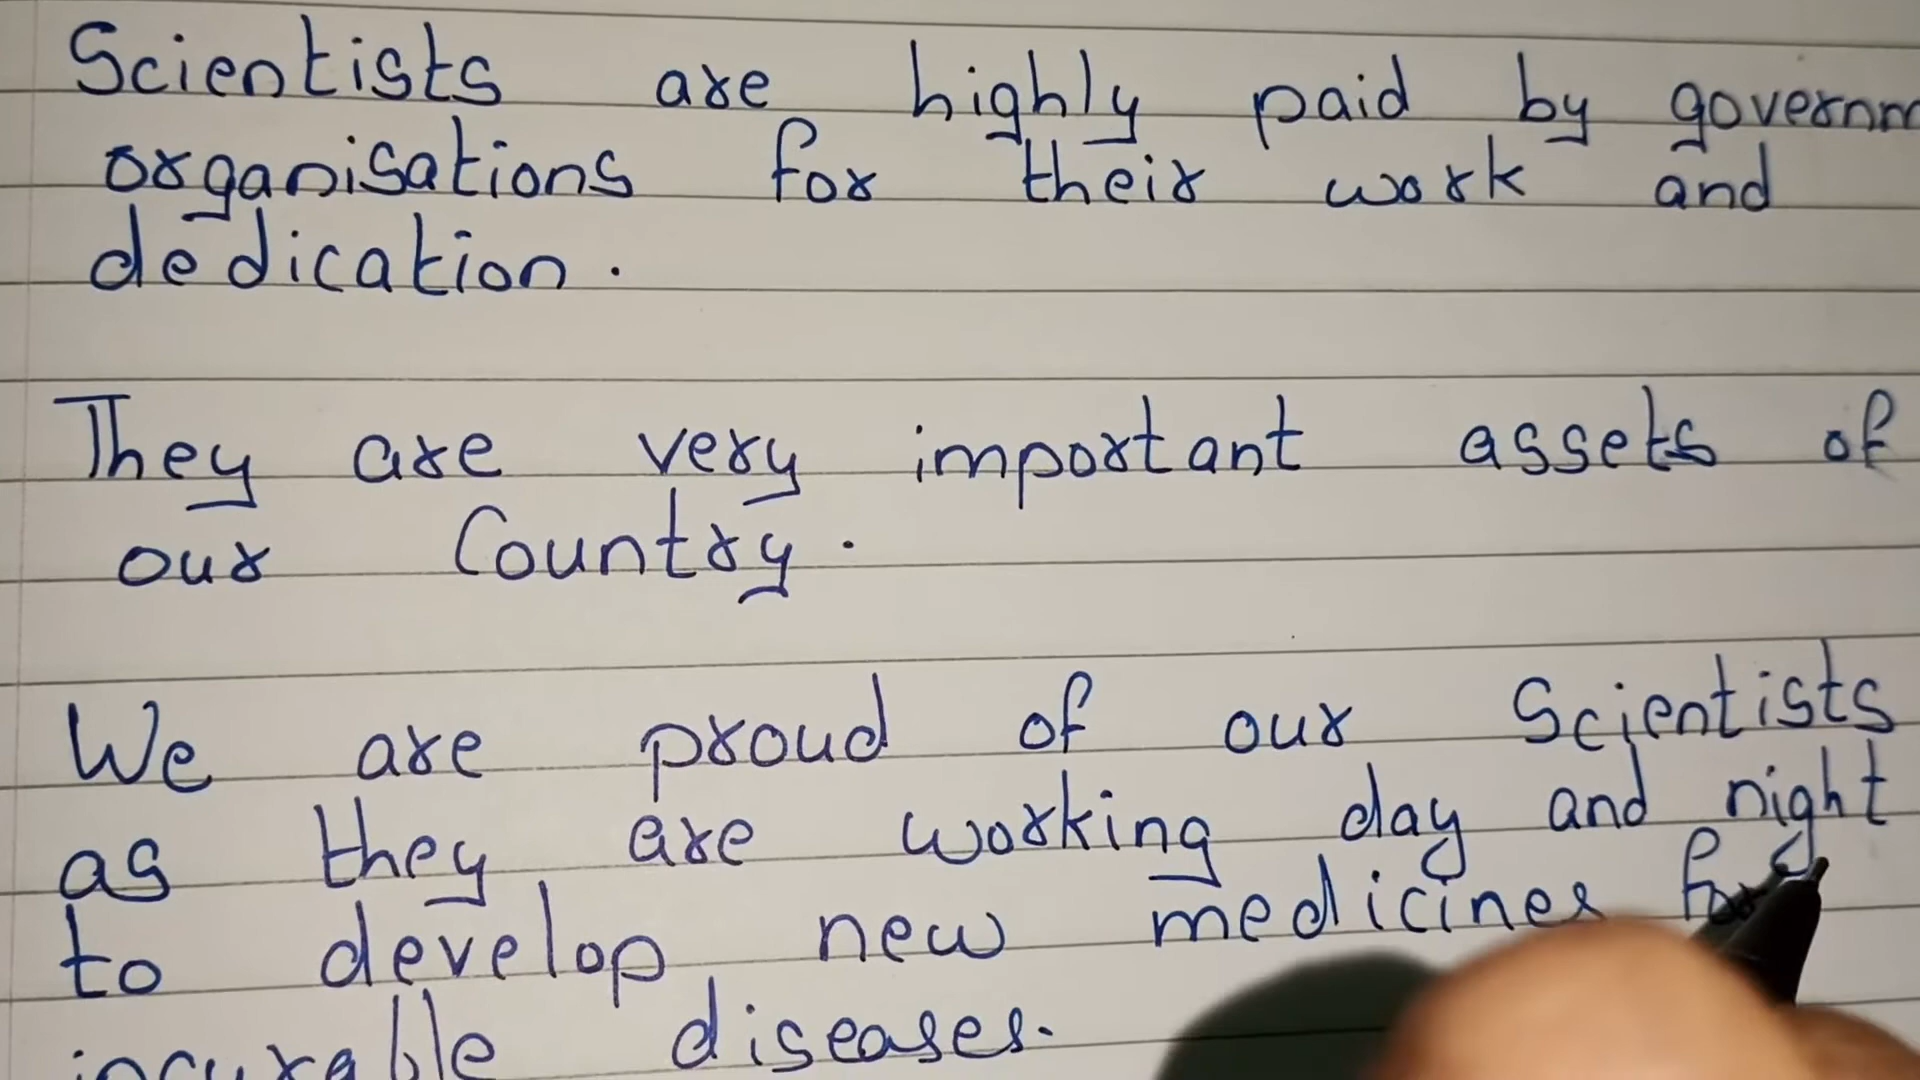 Scientists are highly paid by governm
organisations for their work and
dedication.
They are very important assets of
our Country.
We are proud of our Scientists
as they are working day and night
to develop new medicines for
incurable diseases.